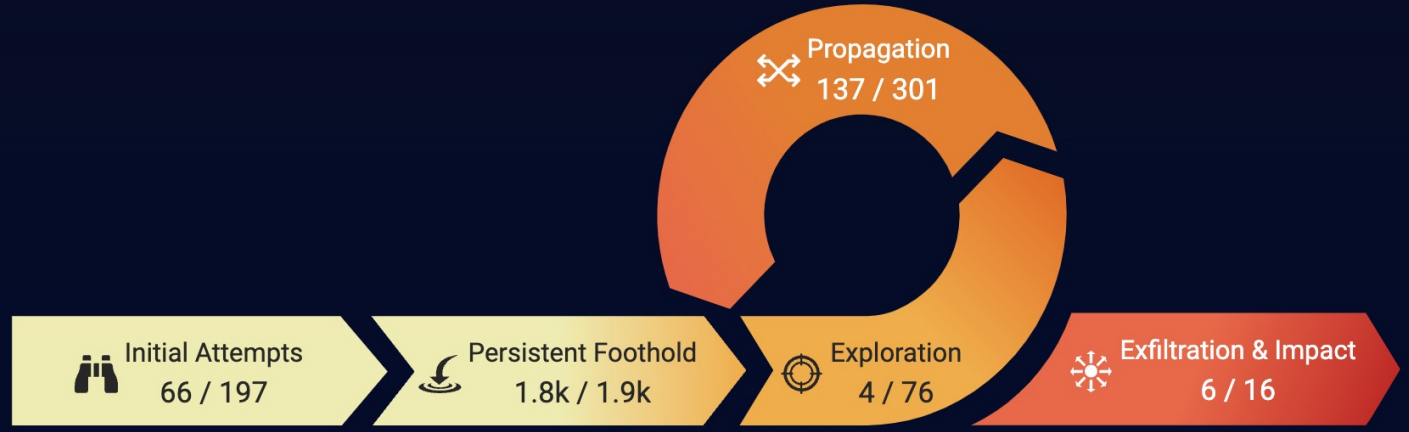 Propagation
137 / 301
Initial Attempts
66 / 197
Persistent Foothold
1.8k / 1.9k
Exploration
4 / 76
Exfiltration & Impact
6 / 16